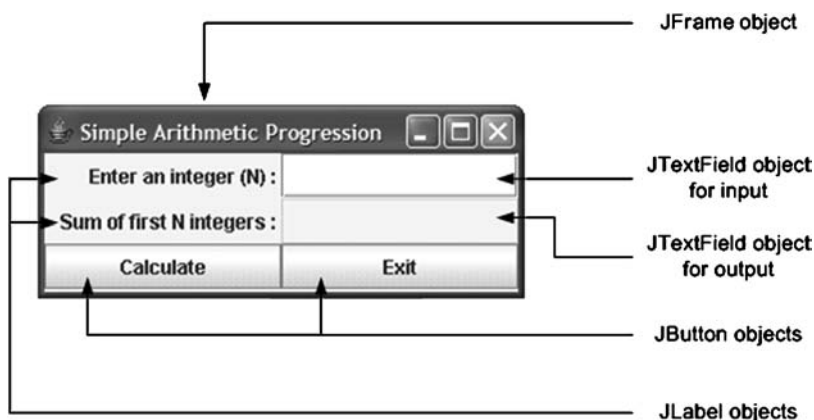 JFrame object
Simple Arithmetic Progression
Enter an integer (N) :
JTextField object
for input
Sum of first N integers :
JTextField object
for output
Calculate
Exit
JButton objects
JLabel objects